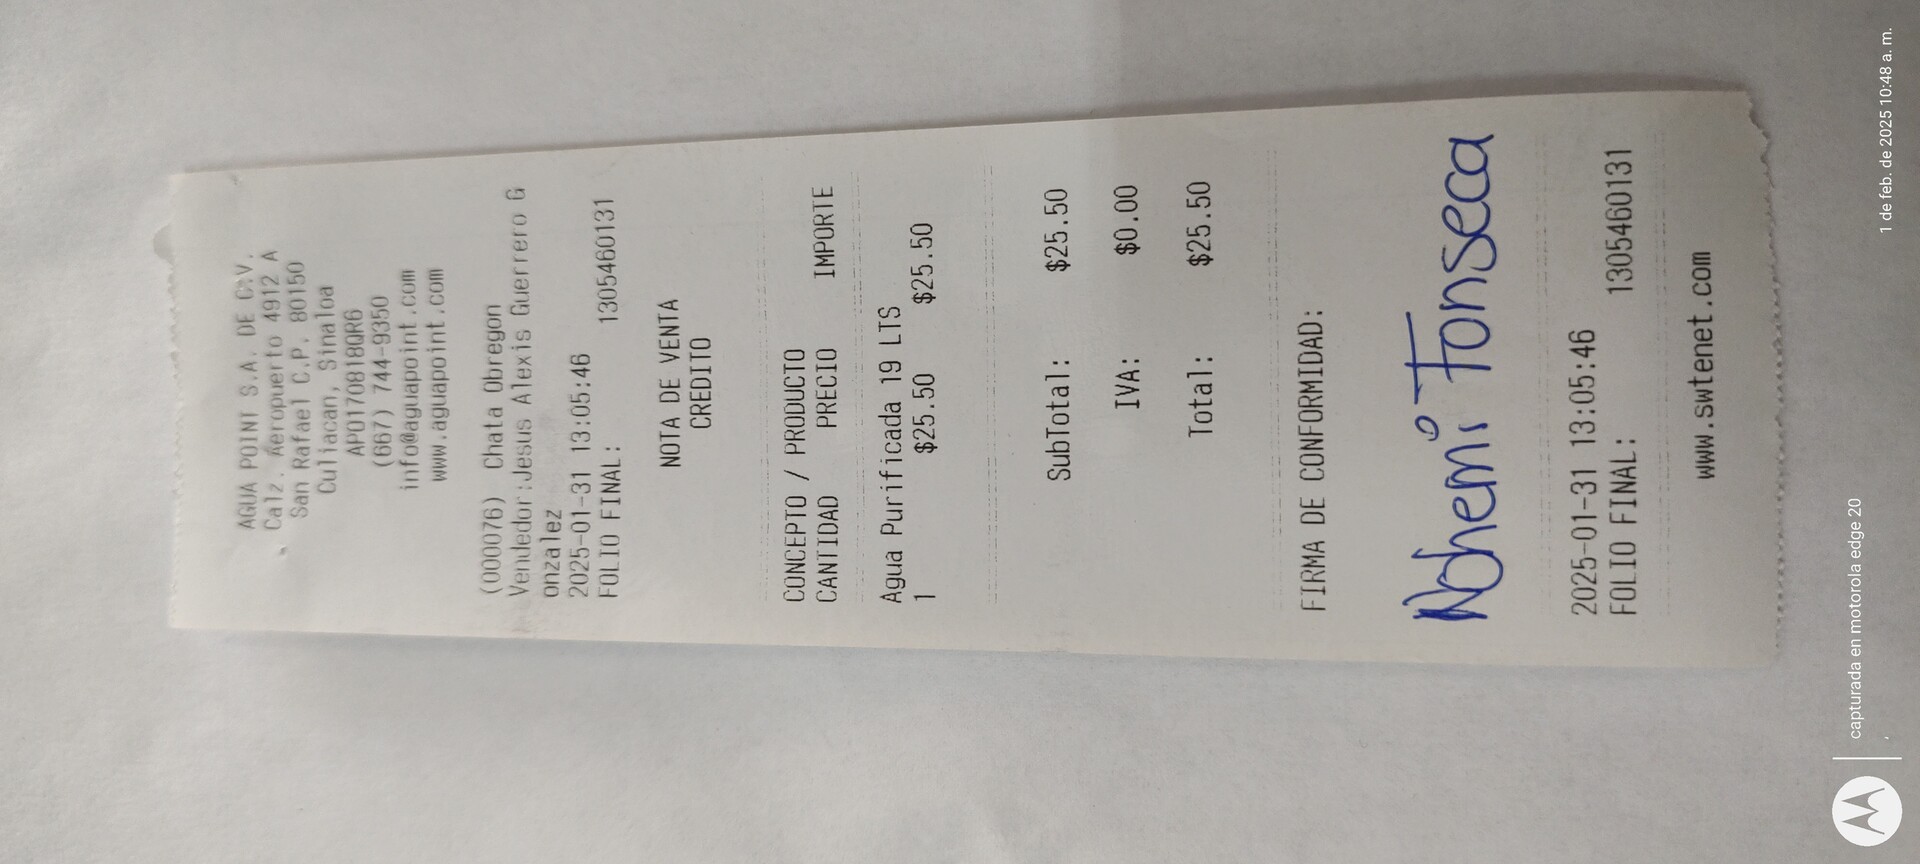 AGUA POINT S.A. DE C.V.
Calz. Aeropuerto 4912 A
San Rafael C.P. 80150
Culiacan, Sinaloa
APO170818QR6
(667) 744-9350
info@aguapoint.com
www.aguapoint.com
(000076) Chata Obregon
Vendedor:Jesus Alexis Guerrero G
onzalez
2025-01-31 13:05:46
FOLIO FINAL: 1305460131
NOTA DE VENTA
CREDITO
CONCEPTO / PRODUCTO
CANTIDAD PRECIO IMPORTE
Agua Purificada 19 LTS
1 $25.50 $25.50
SubTotal: $25.50
IVA: $0.00
Total: $25.50
FIRMA DE CONFORMIDAD:
Nohemi Fonseca
2025-01-31 13:05:46
FOLIO FINAL: 1305460131
www.swtenet.com
capturada en motorola edge 20
1 de feb. de 2025 10:48 a. m.